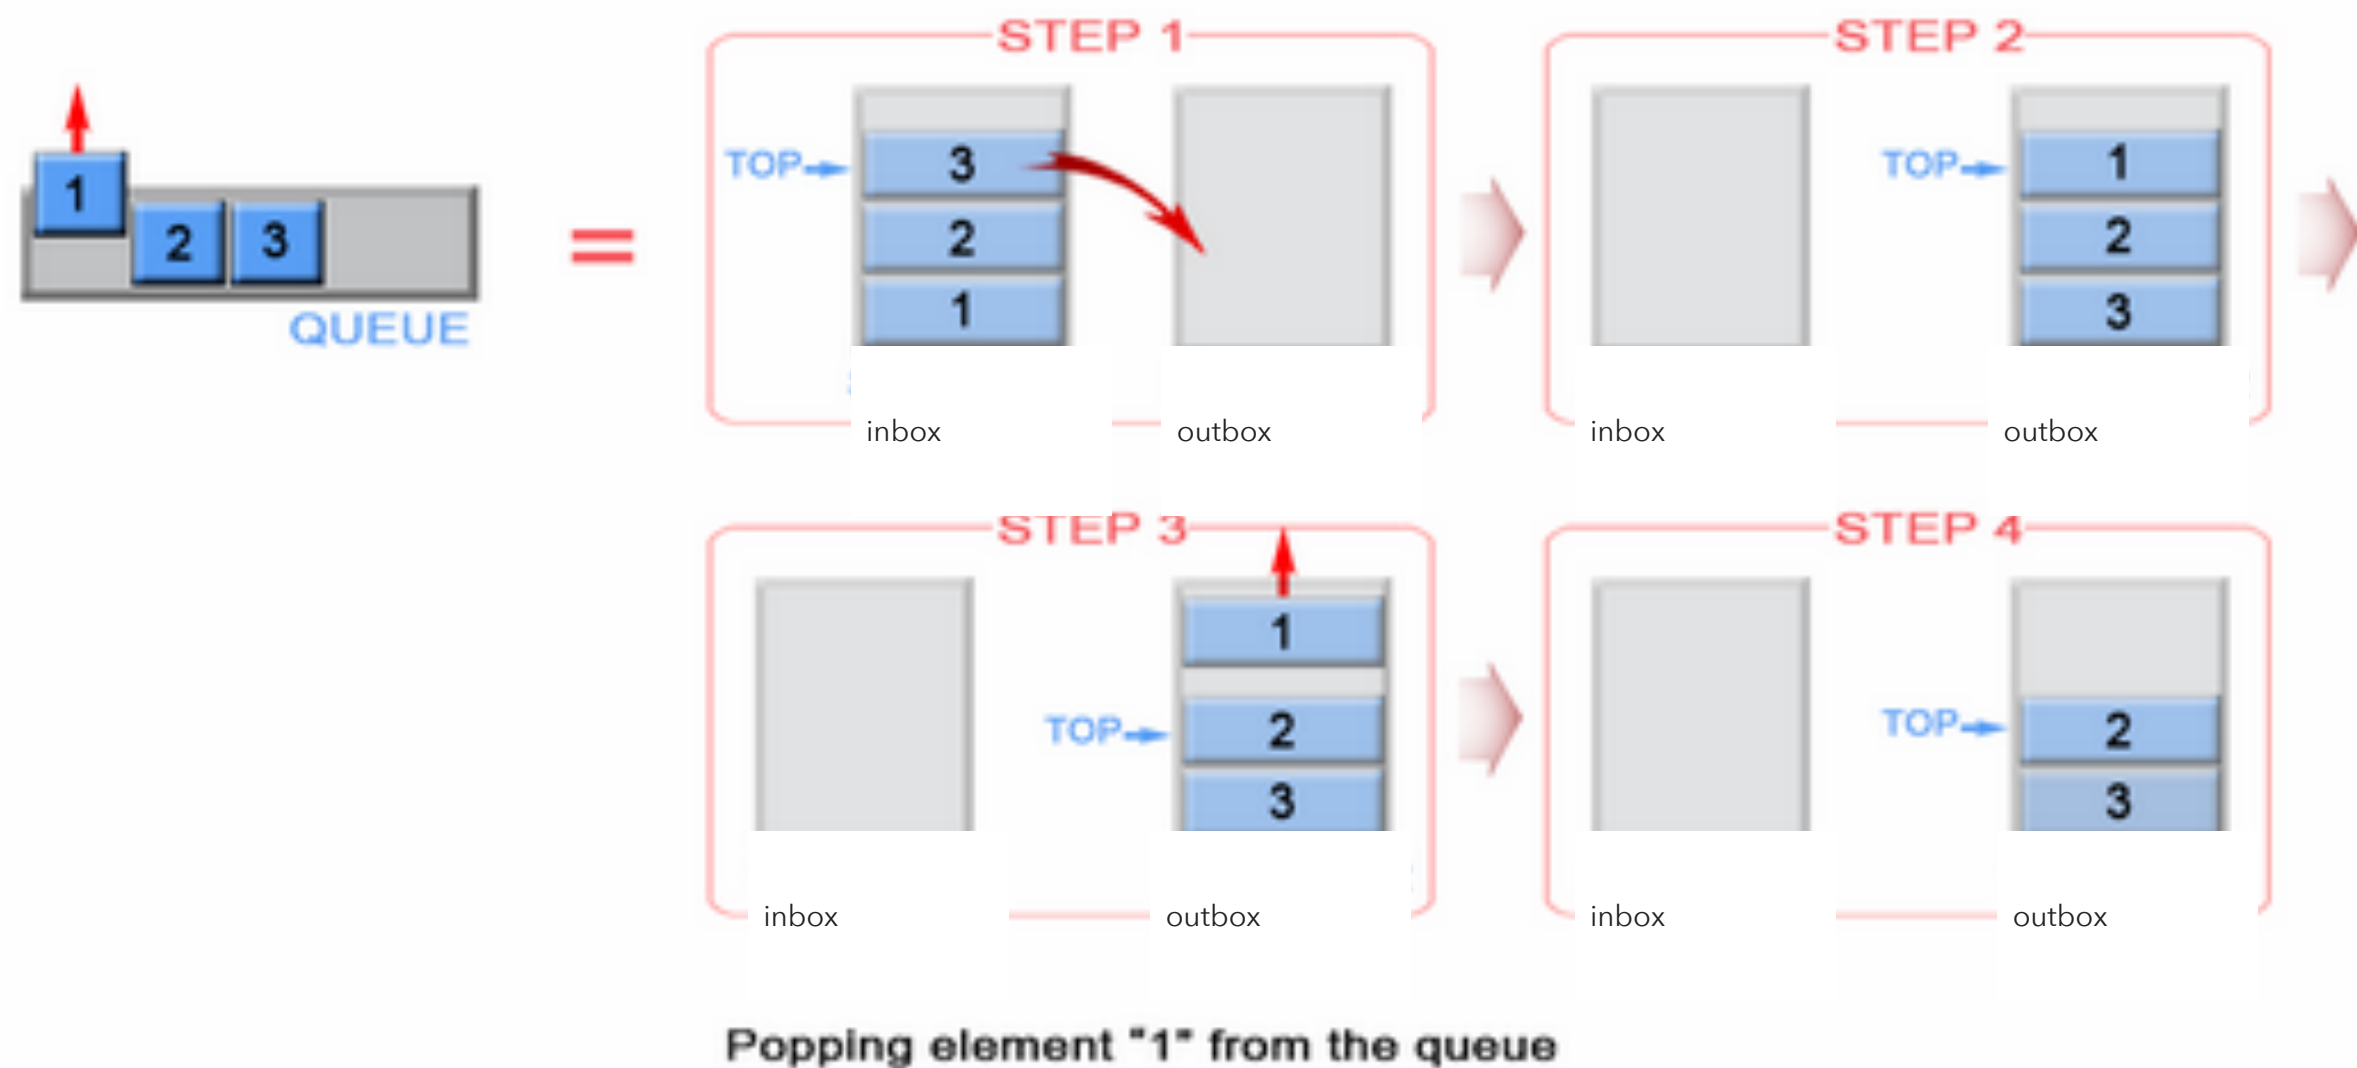 STEP 1
TOP
3
2
1
inbox
outbox
STEP 2
TOP
1
2
3
inbox
outbox
1
2
3
QUEUE
=
STEP 3
1
TOP
2
3
inbox
outbox
STEP 4
TOP
2
3
inbox
outbox
Popping element "1" from the queue